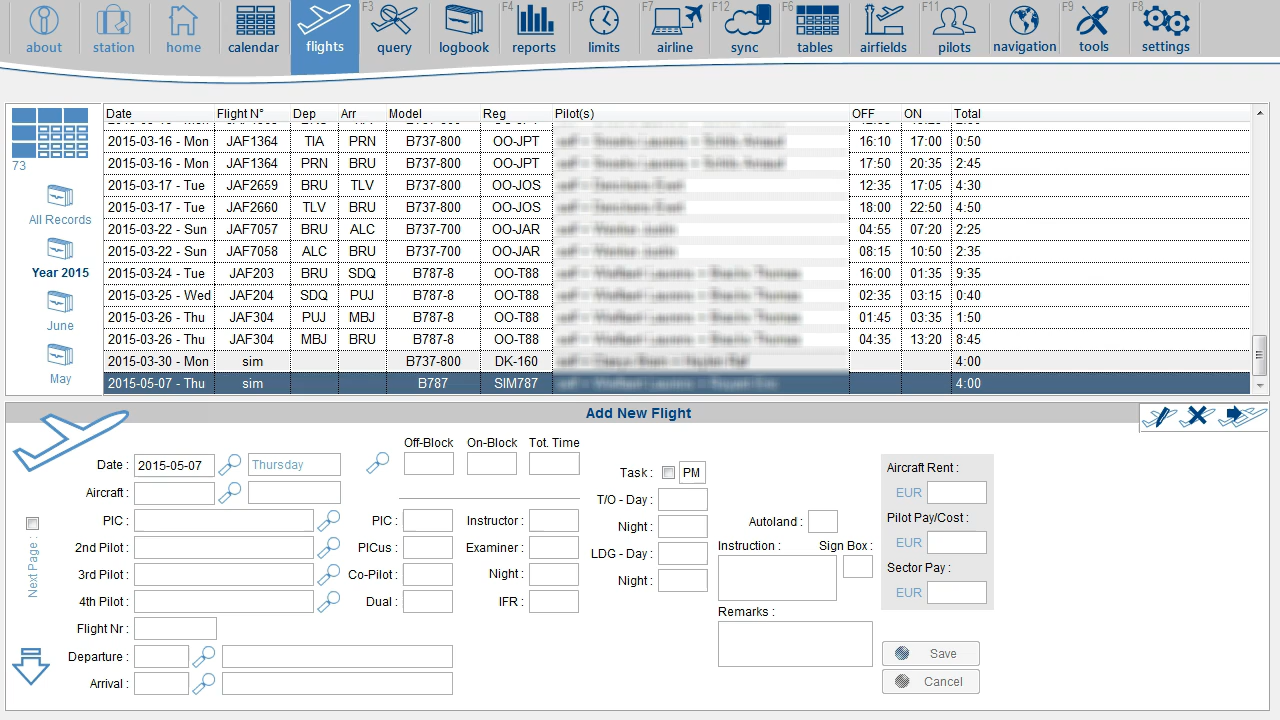 F3 F4 F5 F7 F12 F6 F11 F9 F8
about station home calendar flights query logbook reports limits airline sync tables airfields pilots navigation tools settings
73
All Records
Year 2015
June
May
Date Flight N° Dep Arr Model Reg Pilot(s) OFF ON Total
2015-03-16 - Mon JAF1364 TIA PRN B737-800 OO-JPT 16:10 17:00 0:50
2015-03-16 - Mon JAF1364 PRN BRU B737-800 OO-JPT 17:50 20:35 2:45
2015-03-17 - Tue JAF2659 BRU TLV B737-800 OO-JOS 12:35 17:05 4:30
2015-03-17 - Tue JAF2660 TLV BRU B737-800 OO-JOS 18:00 22:50 4:50
2015-03-22 - Sun JAF7057 BRU ALC B737-700 OO-JAR 04:55 07:20 2:25
2015-03-22 - Sun JAF7058 ALC BRU B737-700 OO-JAR 08:15 10:50 2:35
2015-03-24 - Tue JAF203 BRU SDQ B787-8 OO-T88 16:00 01:35 9:35
2015-03-25 - Wed JAF204 SDQ PUJ B787-8 OO-T88 02:35 03:15 0:40
2015-03-26 - Thu JAF304 PUJ MBJ B787-8 OO-T88 01:45 03:35 1:50
2015-03-26 - Thu JAF304 MBJ BRU B787-8 OO-T88 04:35 13:20 8:45
2015-03-30 - Mon sim B737-800 DK-160 4:00
2015-05-07 - Thu sim B787 SIM787 4:00
Add New Flight
Off-Block On-Block Tot. Time
Date : 2015-05-07 Thursday
Aircraft :
PIC :
2nd Pilot :
3rd Pilot :
4th Pilot :
Flight Nr :
Departure :
Arrival :
Next Page :
PIC : Instructor :
PICus : Examiner :
Co-Pilot : Night :
Dual : IFR :
Task : PM
T/O - Day :
Night :
LDG - Day :
Night :
Autoland :
Instruction : Sign Box :
Remarks :
Aircraft Rent :
EUR
Pilot Pay/Cost :
EUR
Sector Pay :
EUR
Save
Cancel